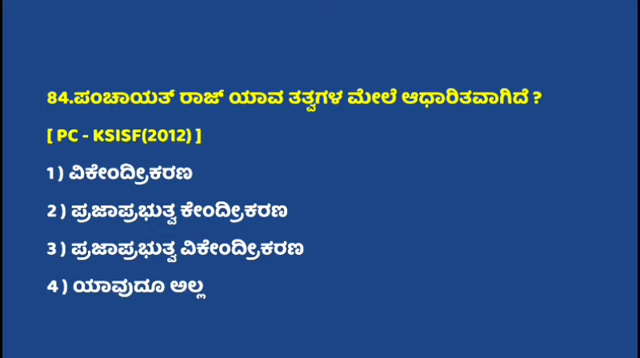 84.ಪಂಚಾಯತ್ ರಾಜ್ ಯಾವ ತತ್ವಗಳ ಮೇಲೆ ಆಧಾರಿತವಾಗಿದೆ ?
[ PC - KSISF(2012) ]
1 ) ವಿಕೇಂದ್ರೀಕರಣ
2 ) ಪ್ರಜಾಪ್ರಭುತ್ವ ಕೇಂದ್ರೀಕರಣ
3 ) ಪ್ರಜಾಪ್ರಭುತ್ವ ವಿಕೇಂದ್ರೀಕರಣ
4 ) ಯಾವುದೂ ಅಲ್ಲ